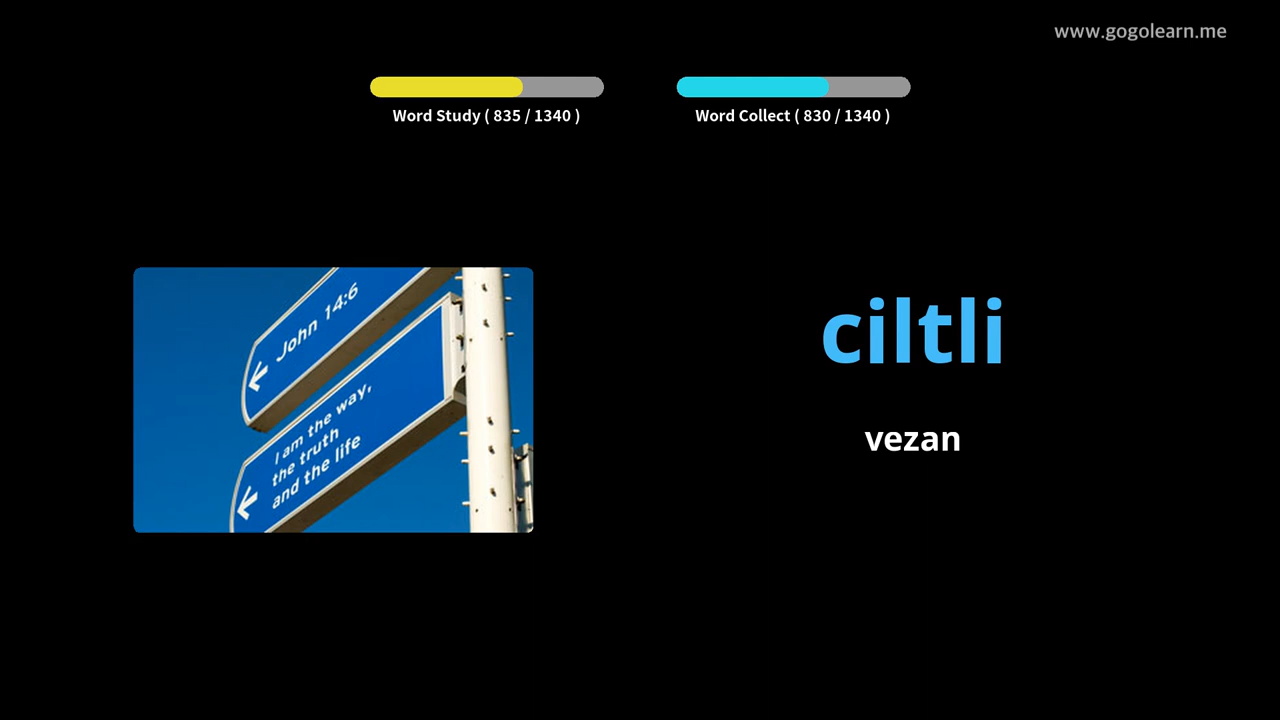 www.gogolearn.me
Word Study ( 835 / 1340 )
Word Collect ( 830 / 1340 )
John 14:6
I am the way,
the truth
and the life
ciltli
vezan